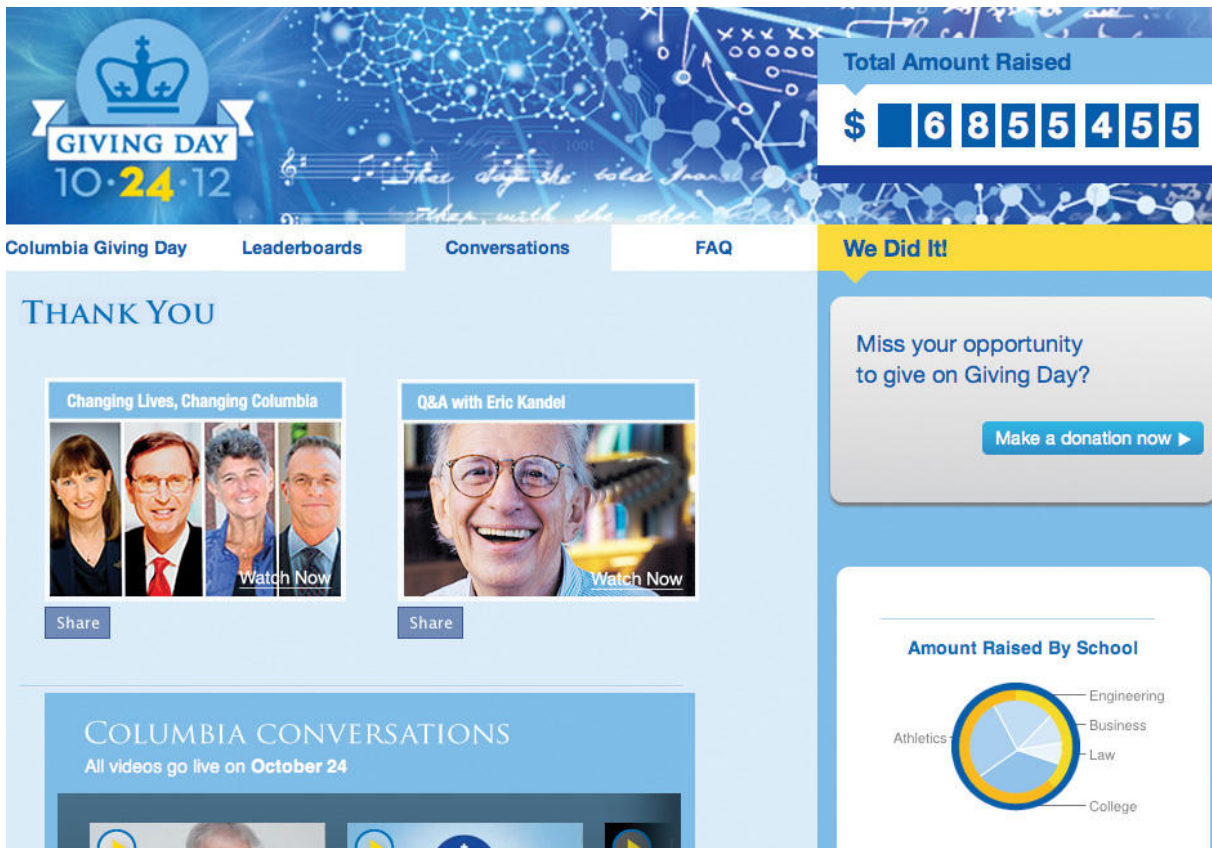 GIVING DAY
10·24·12
Total Amount Raised
$ 6855455
Columbia Giving Day Leaderboards Conversations FAQ
We Did It!
THANK YOU
Miss your opportunity
to give on Giving Day?
Make a donation now
Changing Lives, Changing Columbia
Watch Now
Share
Q&A with Eric Kandel
Watch Now
Share
COLUMBIA CONVERSATIONS
All videos go live on October 24
Amount Raised By School
Engineering
Business
Law
College
Athletics